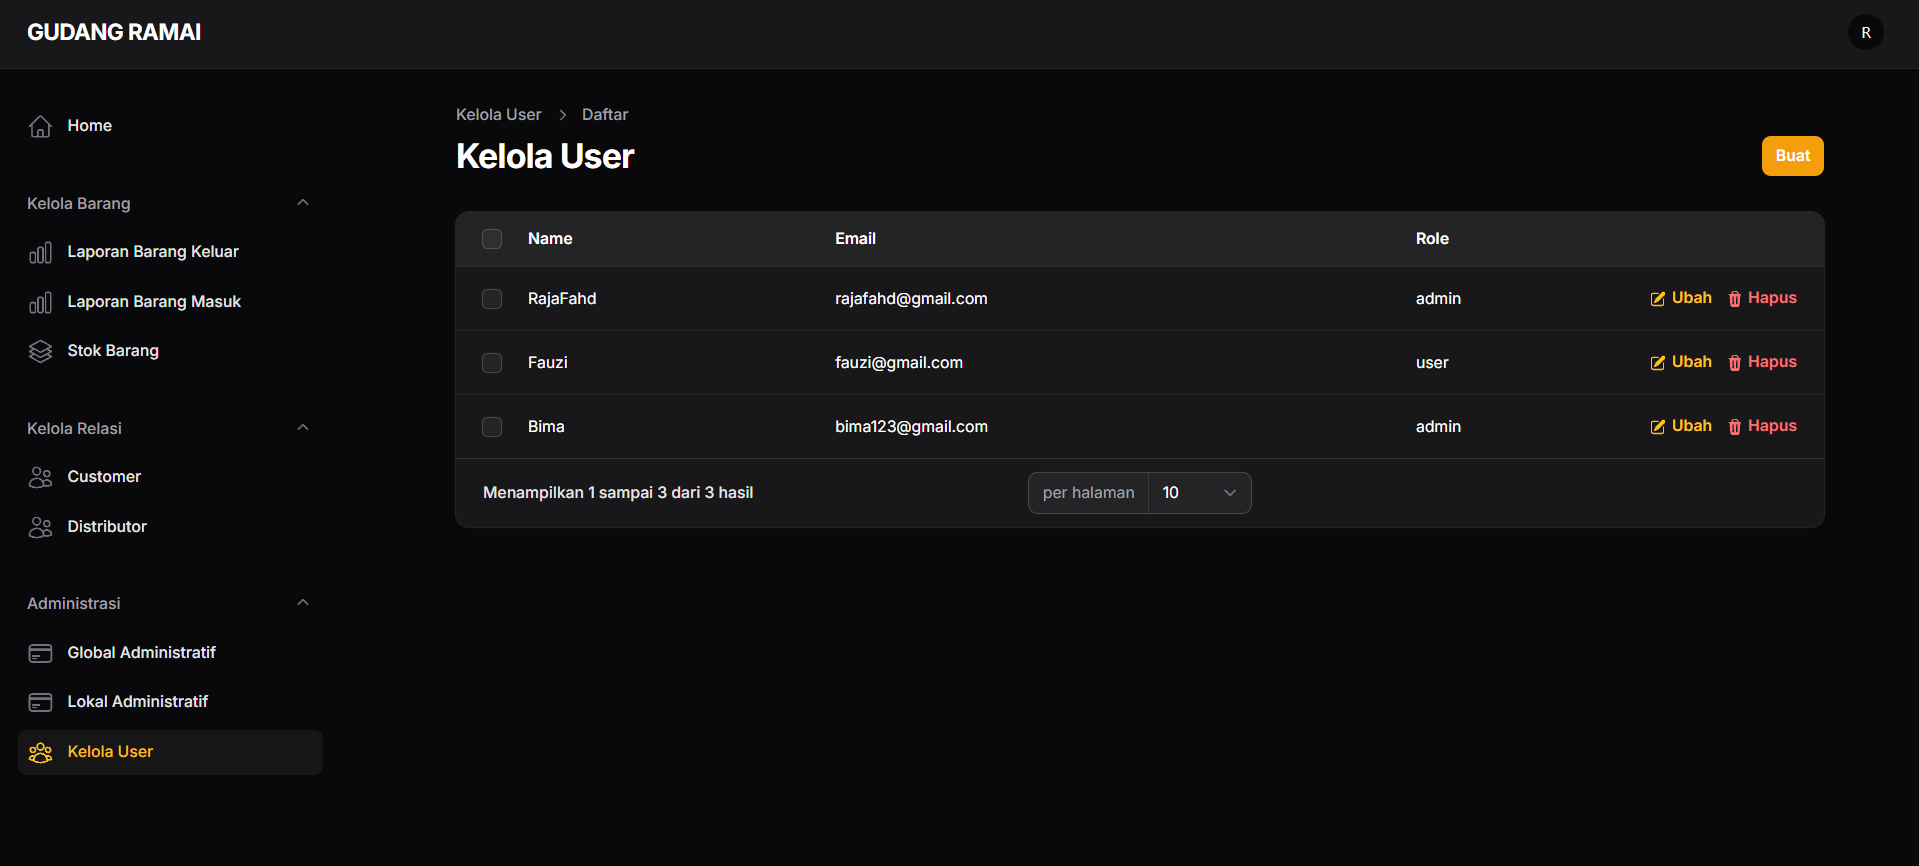 GUDANG RAMAI
R
Home
Kelola Barang
Laporan Barang Keluar
Laporan Barang Masuk
Stok Barang
Kelola Relasi
Customer
Distributor
Administrasi
Global Administratif
Lokal Administratif
Kelola User
Kelola User > Daftar
Kelola User
Buat
Name Email Role
RajaFahd rajafahd@gmail.com admin Ubah Hapus
Fauzi fauzi@gmail.com user Ubah Hapus
Bima bima123@gmail.com admin Ubah Hapus
Menampilkan 1 sampai 3 dari 3 hasil per halaman 10